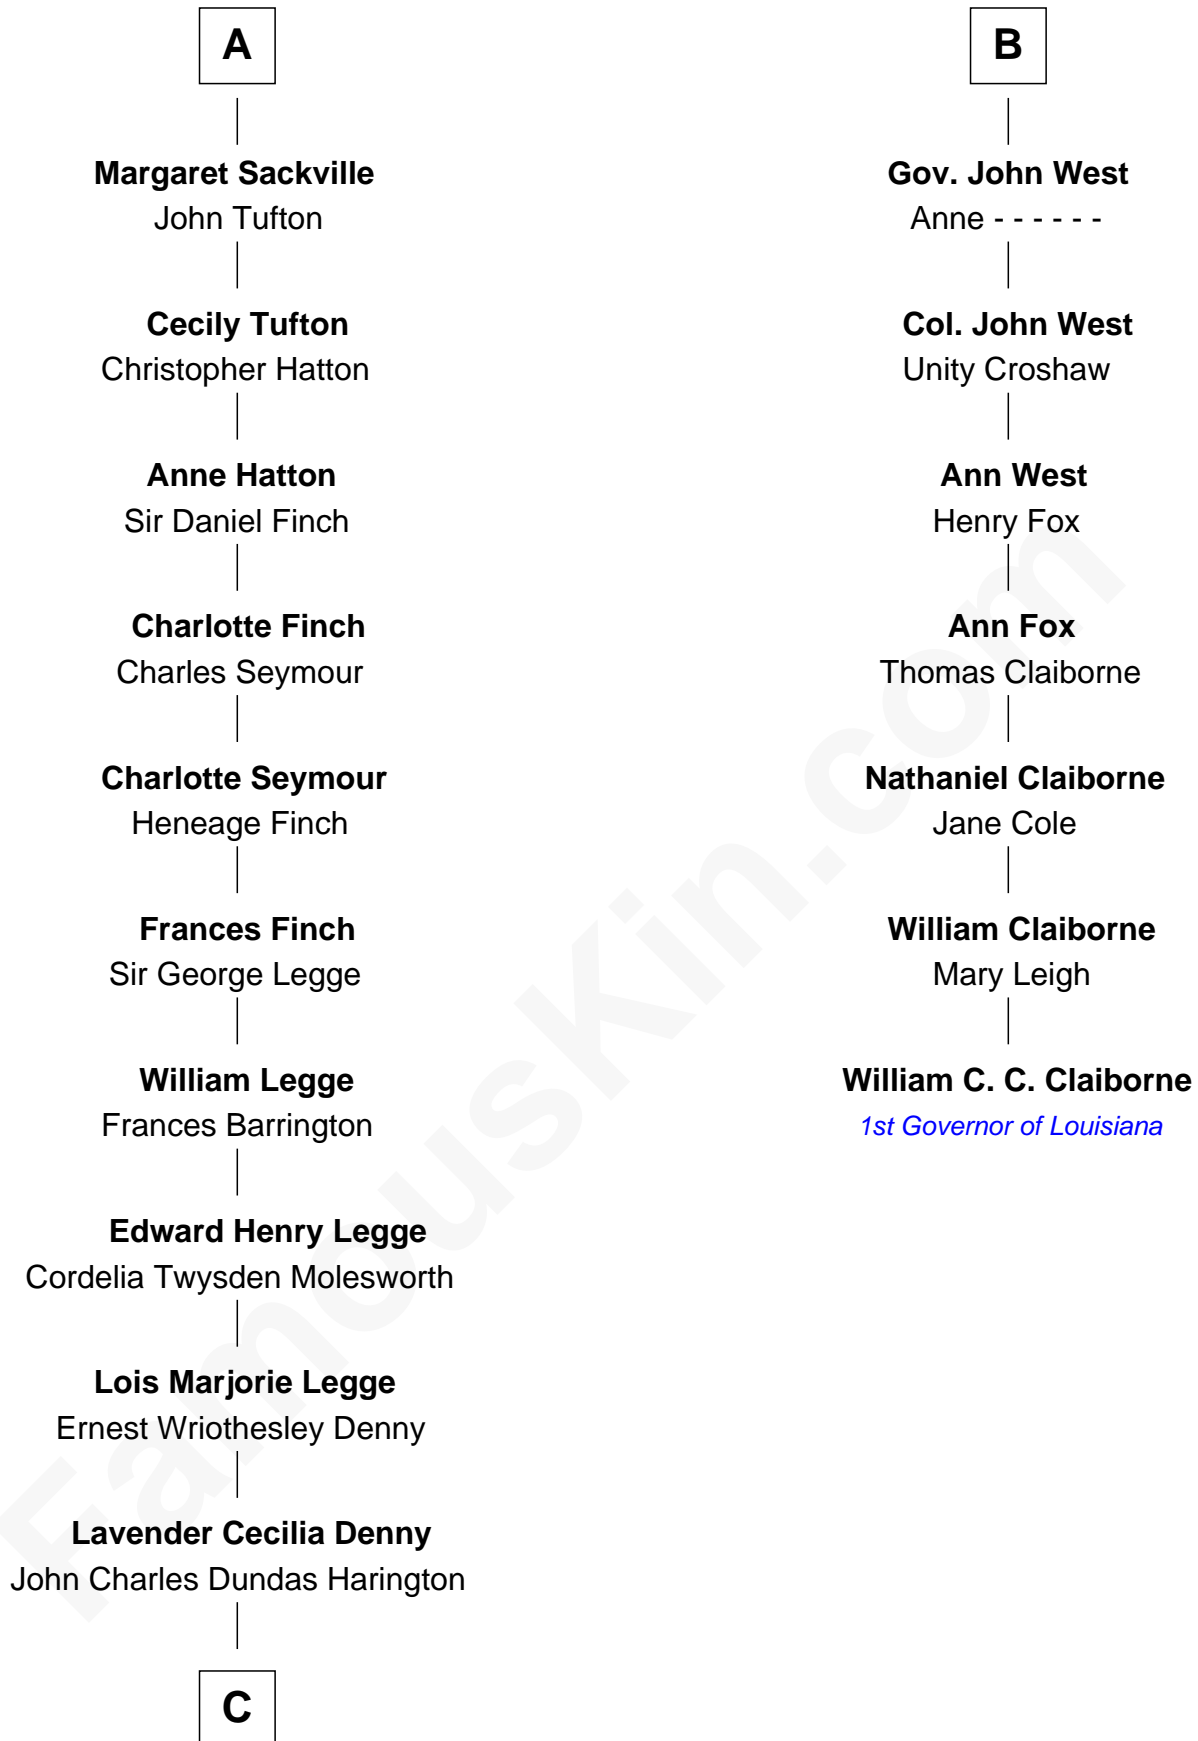 A
Margaret Sackville
John Tufton
Cecily Tufton
Christopher Hatton
Anne Hatton
Sir Daniel Finch
Charlotte Finch
Charles Seymour
Charlotte Seymour
Heneage Finch
Frances Finch
Sir George Legge
William Legge
Frances Barrington
Edward Henry Legge
Cordelia Twysden Molesworth
Lois Marjorie Legge
Ernest Wriothesley Denny
Lavender Cecilia Denny
John Charles Dundas Harington
C
B
Gov. John West
Anne - - - - - -
Col. John West
Unity Croshaw
Ann West
Henry Fox
Ann Fox
Thomas Claiborne
Nathaniel Claiborne
Jane Cole
William Claiborne
Mary Leigh
William C. C. Claiborne
1st Governor of Louisiana
FamousKin.com